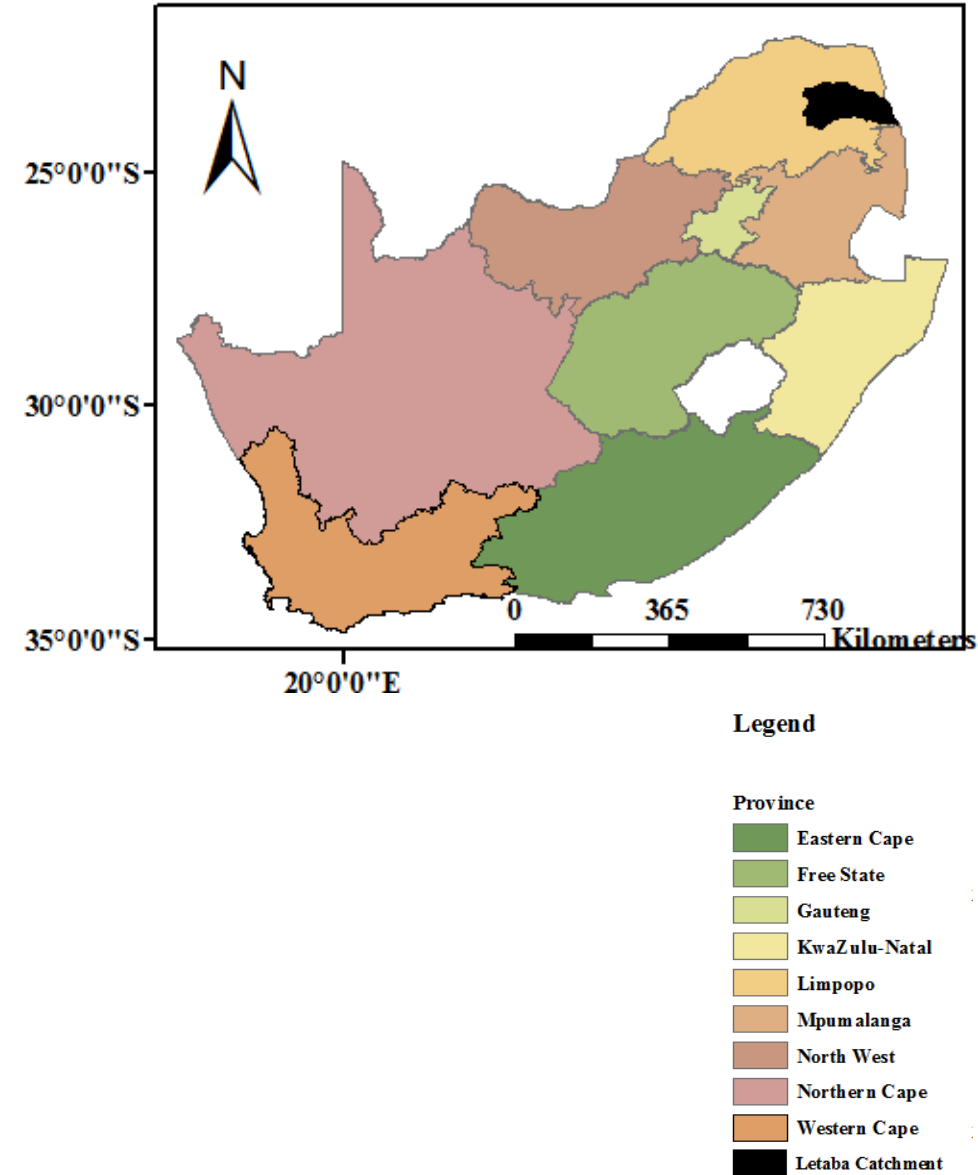 N
25°0'0"S
30°0'0"S
35°0'0"S
0 365 730
Kilometers
20°0'0"E
Legend
Province
Eastern Cape
Free State
Gauteng
KwaZulu-Natal
Limpopo
Mpumalanga
North West
Northern Cape
Western Cape
Letaba Catchment